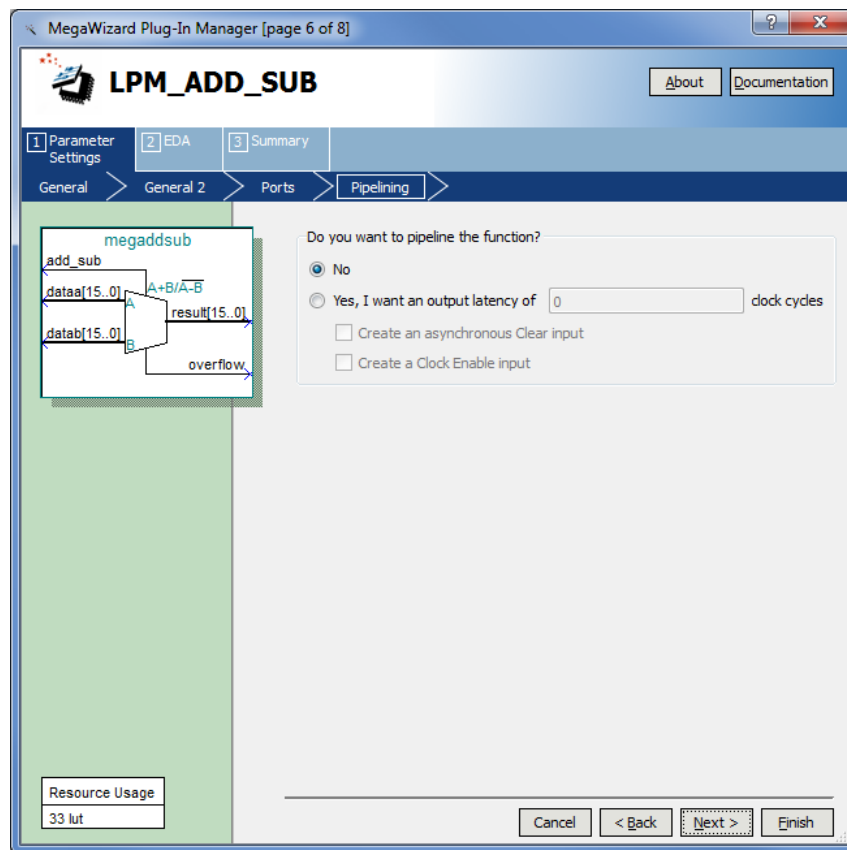 MegaWizard Plug-In Manager [page 6 of 8]
?
X
LPM_ADD_SUB
About
Documentation
1 Parameter Settings
2 EDA
3 Summary
General
General 2
Ports
Pipelining
megaddsub
add_sub
A+B/A-B
dataa[15..0]
A
result[15..0]
datab[15..0]
B
overflow
Do you want to pipeline the function?
No
Yes, I want an output latency of 0 clock cycles
Create an asynchronous Clear input
Create a Clock Enable input
Resource Usage
33 lut
Cancel
< Back
Next >
Finish